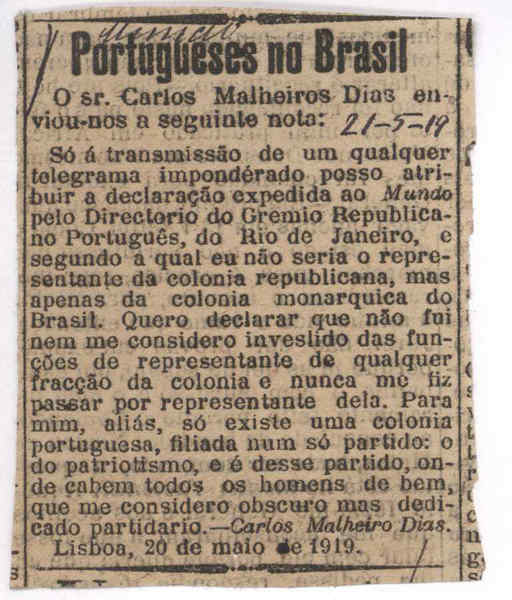 Portugueses no Brasil
O sr. Carlos Malheiros Dias en-
viou-nos a seguinte nota: 21-5-19
Só á transmissão de um qualquer
telegrama impondérado posso atri-
buir a declaração expedida ao Mundo
pelo Directorio do Gremio Republica-
no Português, do Rio de Janeiro, e
segundo a qual eu não seria o repre-
sentante da colonia republicana, mas
apenas da colonia monarquica do
Brasil. Quero declarar que não fui
nem me considero investido das fun-
ções de representante de qualquer
fracção da colonia e nunca me fiz
passar por representante dela. Para
mim, aliás, só existe uma colonia
portuguesa, filiada num só partido: o
do patriotismo, e é desse partido, on-
de cabem todos os homens de bem,
que me considero obscuro mas dedi-
cado partidario.—Carlos Malheiro Dias.
Lisboa, 20 de maio de 1919.